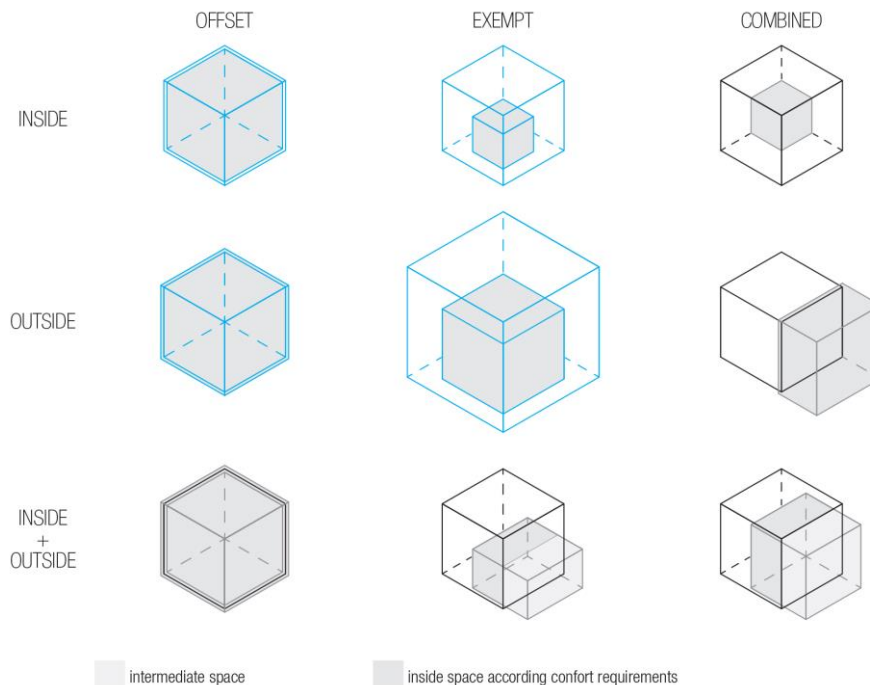 OFFSET EXEMPT COMBINED
INSIDE
OUTSIDE
INSIDE
+
OUTSIDE
intermediate space inside space according confort requirements